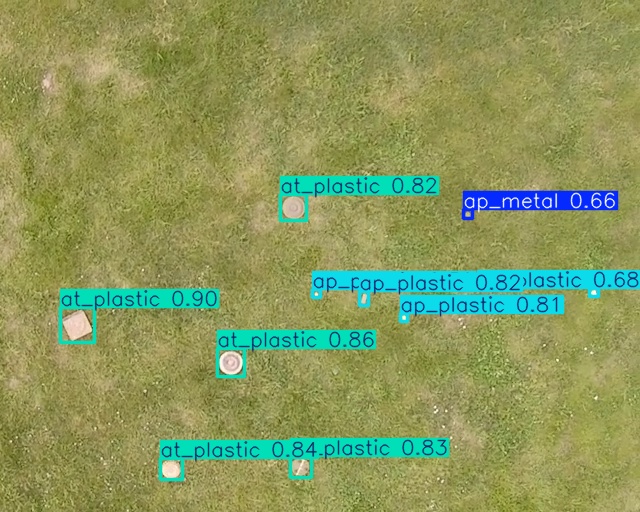 at_plastic 0.82
ap_metal 0.66
ap_plastic 0.82
plastic 0.68
at_plastic 0.90
ap_plastic 0.81
at_plastic 0.86
at_plastic 0.84
plastic 0.83